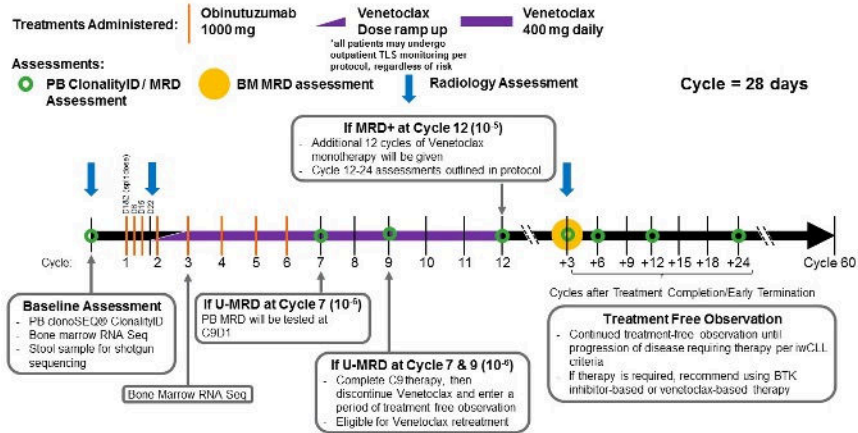 Treatments Administered:
Obinutuzumab
1000 mg
Venetoclax
Dose ramp up
*all patients may undergo
outpatient TLS monitoring per
protocol, regardless of risk
Venetoclax
400 mg daily
Assessments:
PB ClonalityID / MRD
Assessment
BM MRD assessment
Radiology Assessment
Cycle = 28 days
If MRD+ at Cycle 12 (10-5)
- Additional 12 cycles of Venetoclax
monotherapy will be given
- Cycle 12-24 assessments outlined in protocol
D1&2 (split dose)
D8
D15
D22
Cycle:
1 2 3 4 5 6 7 8 9 10 11 12 +3 +6 +9 +12 +15 +18 +24 Cycle 60
Cycles after Treatment Completion/Early Termination
Baseline Assessment
- PB clonoSEQ® ClonalityID
- Bone marrow RNA Seq
- Stool sample for shotgun
sequencing
Bone Marrow RNA Seq
If U-MRD at Cycle 7 (10-5)
PB MRD will be tested at
C9D1
If U-MRD at Cycle 7 & 9 (10-6)
- Complete C9 therapy, then
discontinue Venetoclax and enter a
period of treatment free observation
- Eligible for Venetoclax retreatment
Treatment Free Observation
- Continued treatment-free observation until
progression of disease requiring therapy per iwCLL
criteria
- If therapy is required, recommend using BTK
inhibitor-based or venetoclax-based therapy